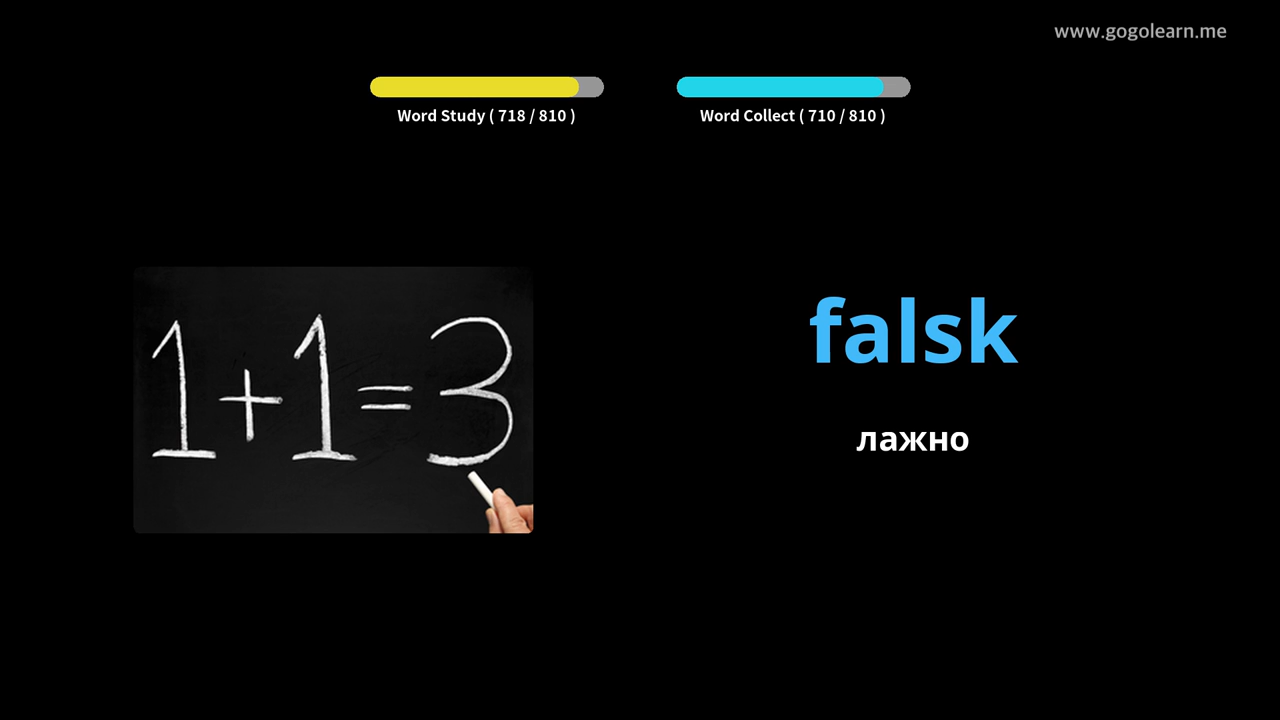 www.gogolearn.me
Word Study ( 718 / 810 )
Word Collect ( 710 / 810 )
1+1=3
falsk
лажно